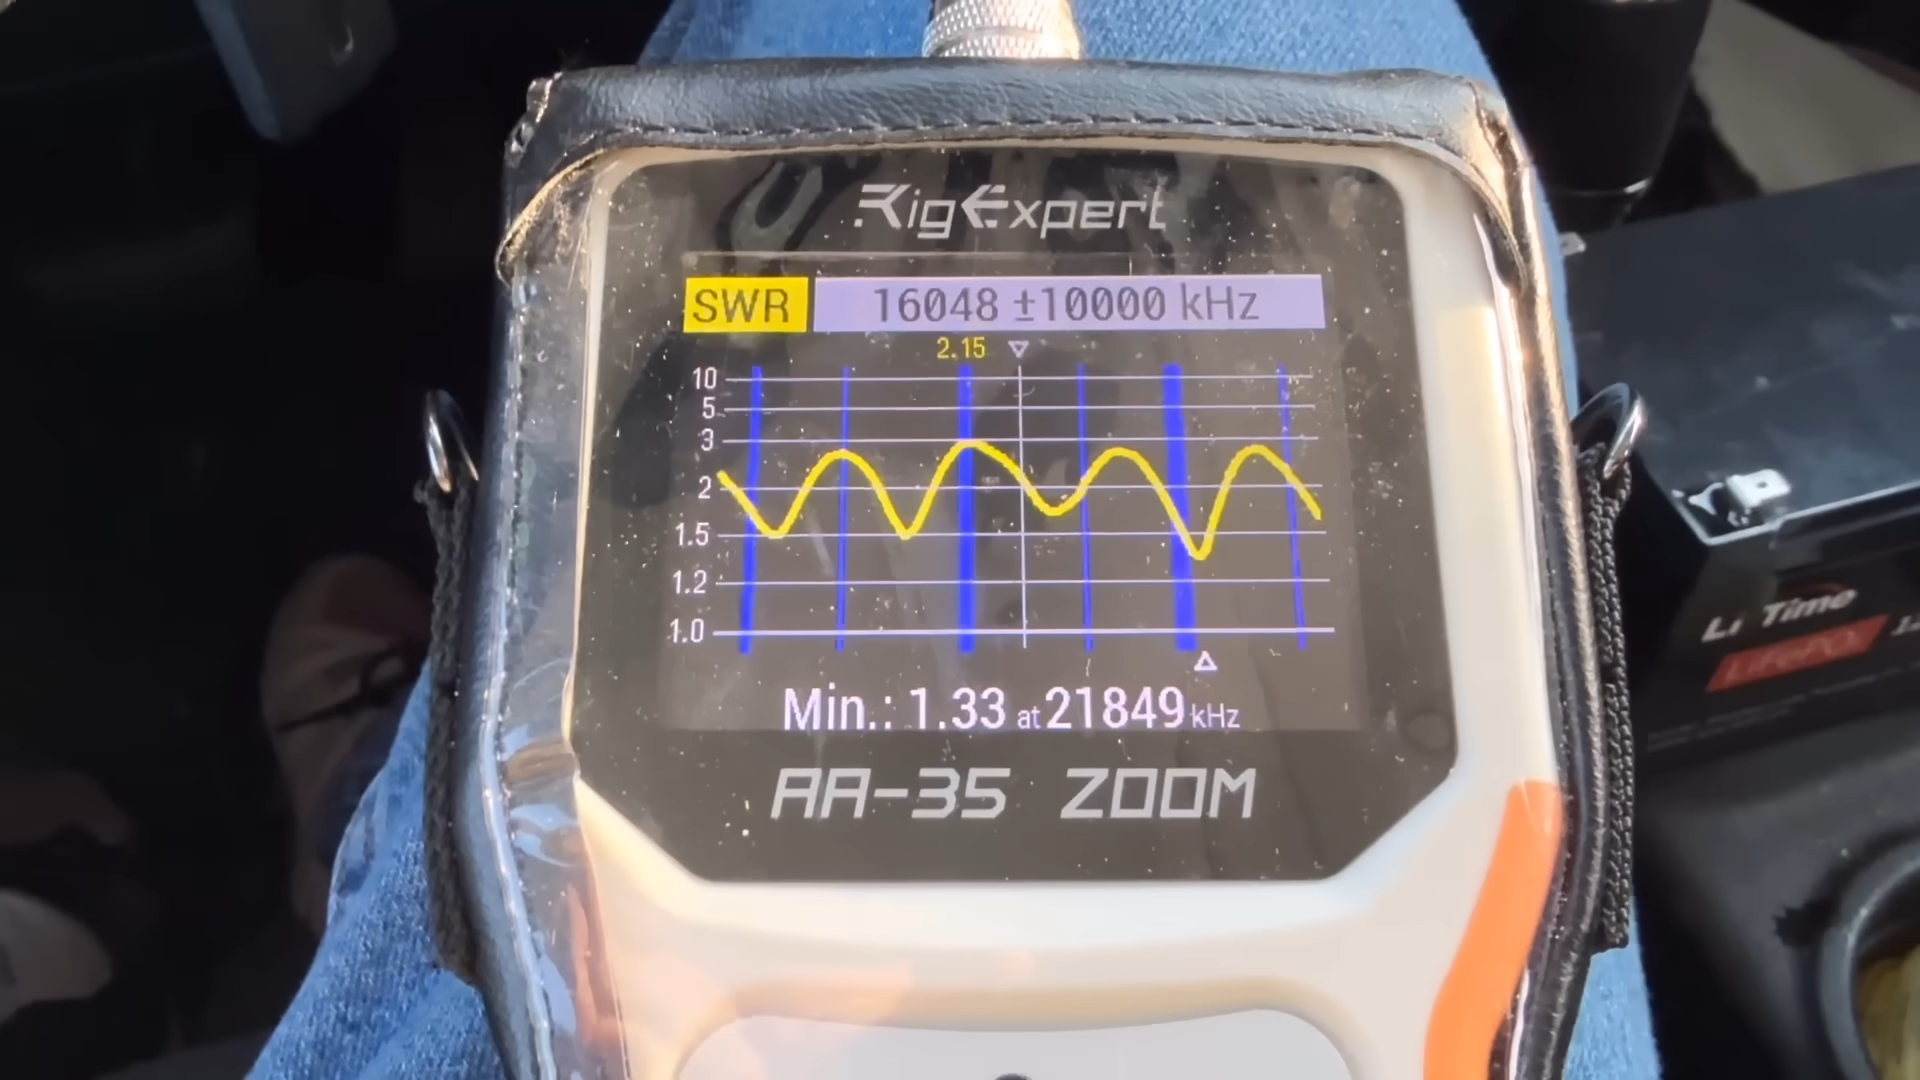 RigExpert
SWR 16048 ±10000 kHz
2.15
10
5
3
2
1.5
1.2
1.0
Min.: 1.33 at 21849 kHz
AA-35 ZOOM
Li Time
LiFePO₄